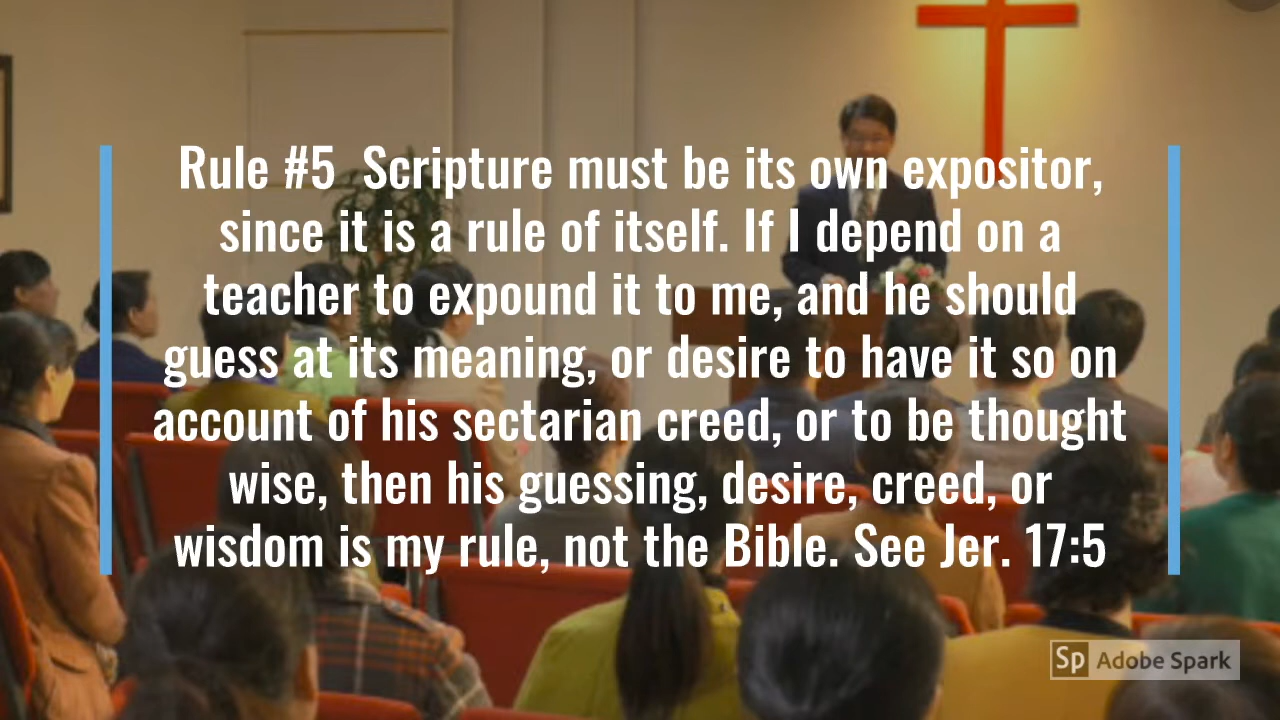 Rule #5  Scripture must be its own expositor,
since it is a rule of itself. If I depend on a
teacher to expound it to me, and he should
guess at its meaning, or desire to have it so on
account of his sectarian creed, or to be thought
wise, then his guessing, desire, creed, or
wisdom is my rule, not the Bible. See Jer. 17:5
Sp Adobe Spark